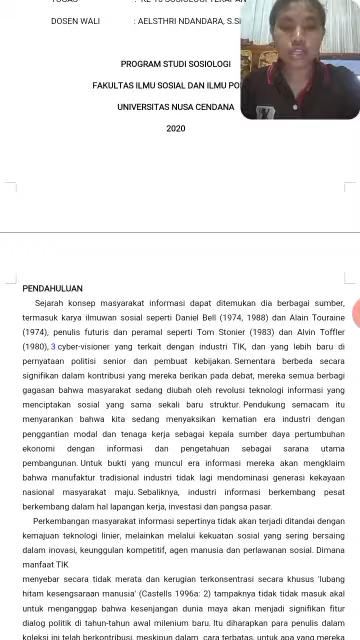 DOSEN WALI : AELSTHRI NDANDARA, S.Si
PROGRAM STUDI SOSIOLOGI
FAKULTAS ILMU SOSIAL DAN ILMU
UNIVERSITAS NUSA CENDANA
2020
PENDAHULUAN
Sejarah konsep masyarakat informasi dapat ditemukan dia berbagai sumber,
termasuk karya ilmuwan sosial seperti Daniel Bell (1974, 1988) dan Alain Touraine
(1974), penulis futuris dan peramal seperti Tom Stonier (1983) dan Alvin Toffler
(1980), 3 cyber-visioner yang terkait dengan industri TIK, dan yang lebih baru di
pernyataan politisi senior dan pembuat kebijakan. Sementara berbeda secara
signifikan dalam kontribusi yang mereka berikan pada debat, mereka semua berbagi
gagasan bahwa masyarakat sedang diubah oleh revolusi teknologi informasi yang
menciptakan sosial yang sama sekali baru struktur. Pendukung semacam itu
menyarankan bahwa kita sedang menyaksikan kematian era industri dengan
penggantian modal dan tenaga kerja sebagai kepala sumber daya pertumbuhan
ekonomi dengan informasi dan pengetahuan sebagai sarana utama
pembangunan. Untuk bukti yang muncul era informasi mereka akan mengklaim
bahwa manufaktur tradisional industri tidak lagi mendominasi generasi kekayaan
nasional masyarakat maju. Sebaliknya, industri informasi berkembang pesat
berkembang dalam hal lapangan kerja, investasi dan pangsa pasar.
Perkembangan masyarakat informasi sepertinya tidak akan terjadi ditandai dengan
kemajuan teknologi linier, melainkan melalui kekuatan sosial yang sering bersaing
dalam inovasi, keunggulan kompetitif, agen manusia dan perlawanan sosial. Dimana
manfaat TIK
menyebar secara tidak merata dan kerugian terkonsentrasi secara khusus 'lubang
hitam kesengsaraan manusia' (Castells 1996a: 2) tampaknya tidak tidak masuk akal
untuk menganggap bahwa kesenjangan dunia maya akan menjadi signifikan fitur
dialog politik di tahun-tahun awal milenium baru. Itu diharapkan para penulis dalam
koleksi ini telah berkontribusi, meskipun dalam cara terbatas, untuk apa mereka